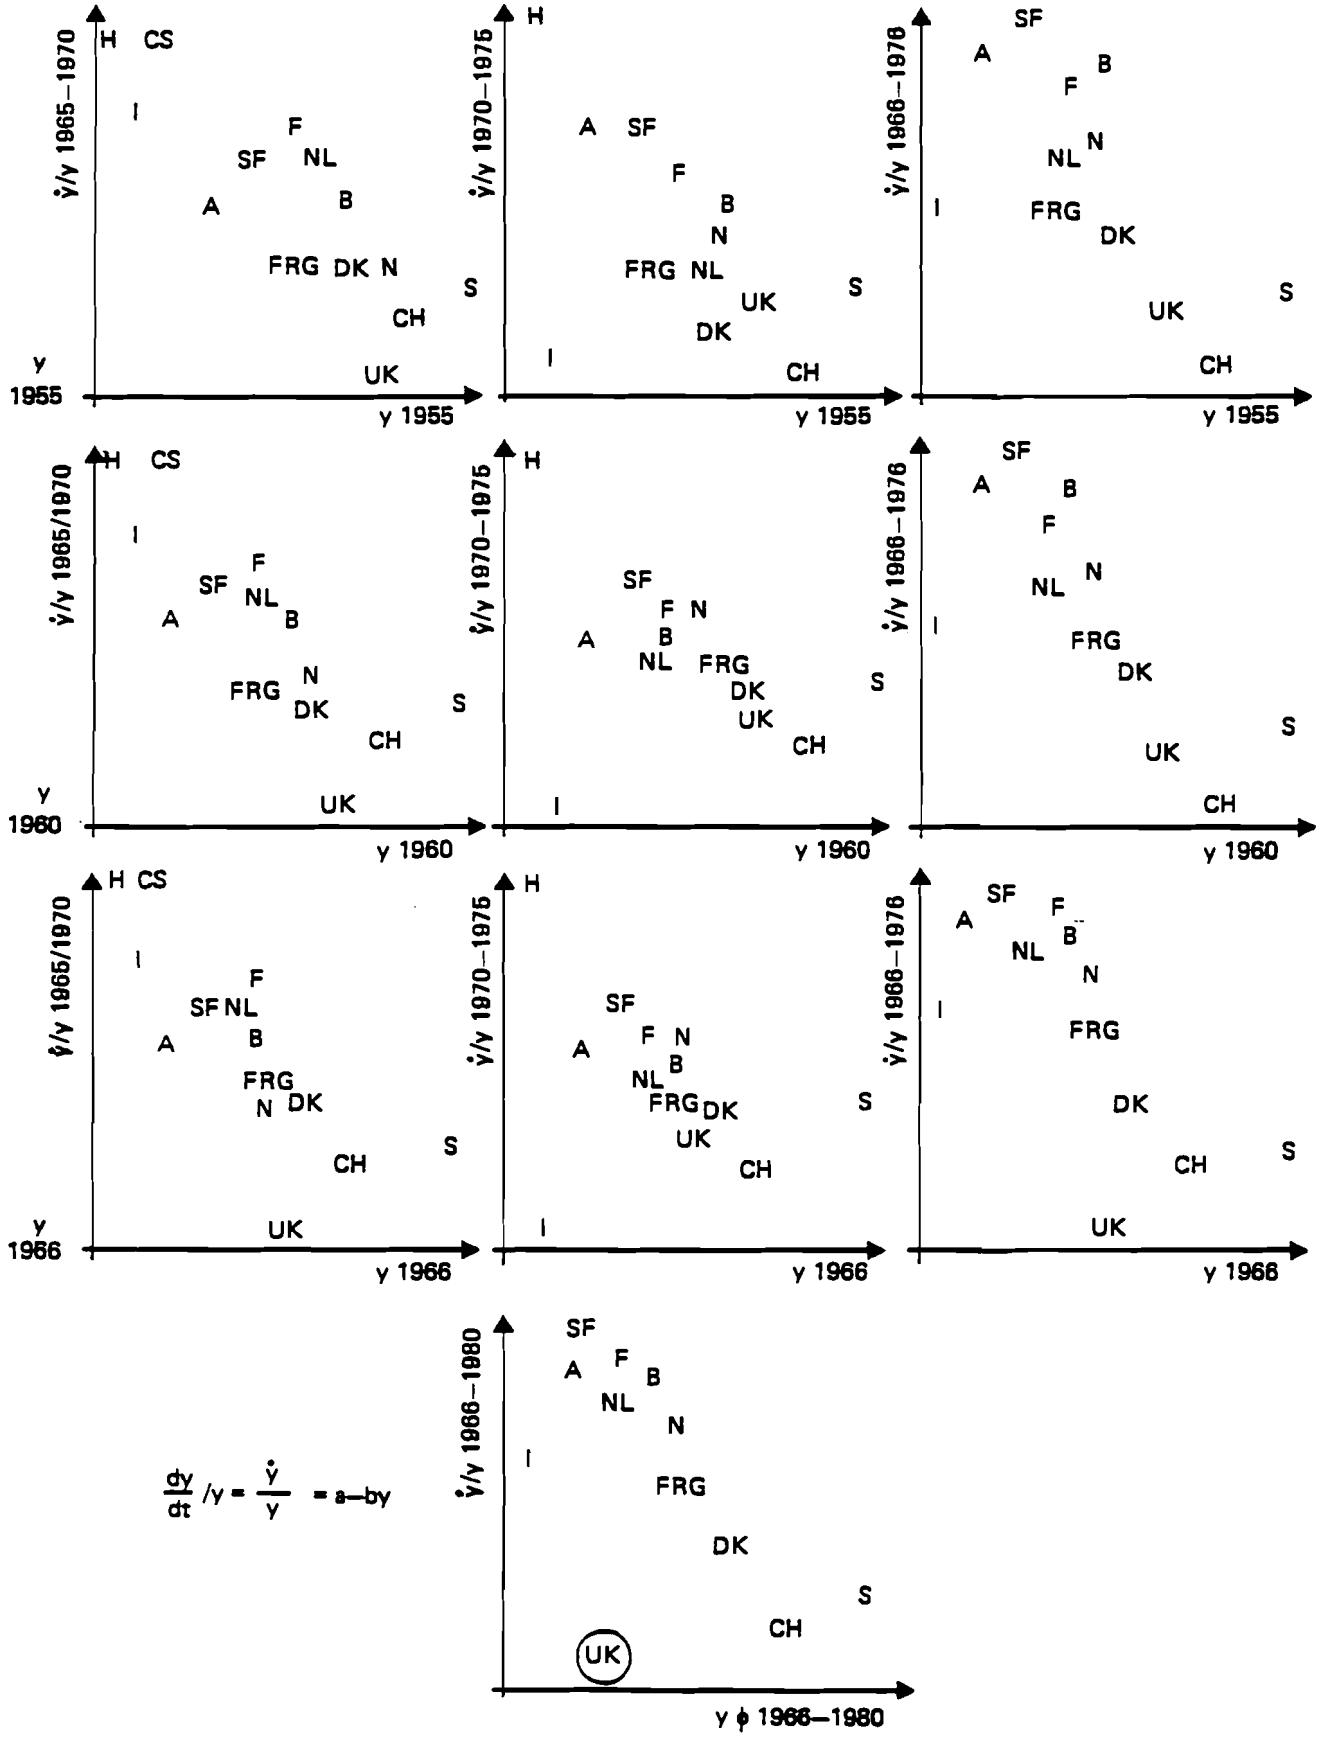 H CS
ẏ/y 1965–1970
I
F
SF NL
A B
FRG DK N
S
CH
UK
y
1955
y 1955
H
ẏ/y 1970–1975
A SF
F
B
N
FRG NL
S
UK
DK
I
CH
y 1955
SF
A B
F
ẏ/y 1966–1976
N
NL
I FRG
DK
S
UK
CH
y 1955
H CS
ẏ/y 1965/1970
I
F
SF NL
A B
N
FRG
DK S
CH
UK
y
1960
y 1960
H
ẏ/y 1970–1975
SF
F N
A B
NL FRG
S
DK
UK
CH
I
y 1960
SF
A B
F
ẏ/y 1966–1976
N
NL
I
FRG
DK
S
UK
CH
y 1960
H CS
ẏ/y 1965/1970
I
F
SF NL
A B
FRG
N DK
S
CH
UK
y
1966
y 1966
H
ẏ/y 1970–1975
SF
F N
A B
NL
FRG DK S
UK
CH
I
y 1966
SF
A F
B
NL
N
ẏ/y 1966–1976
I
FRG
DK
S
CH
UK
y 1966
SF
F
A B
NL
N
ẏ/y 1966–1980
I
FRG
DK
S
CH
UK
y ϕ 1966–1980
dy/dt /y = ẏ/y = a–by